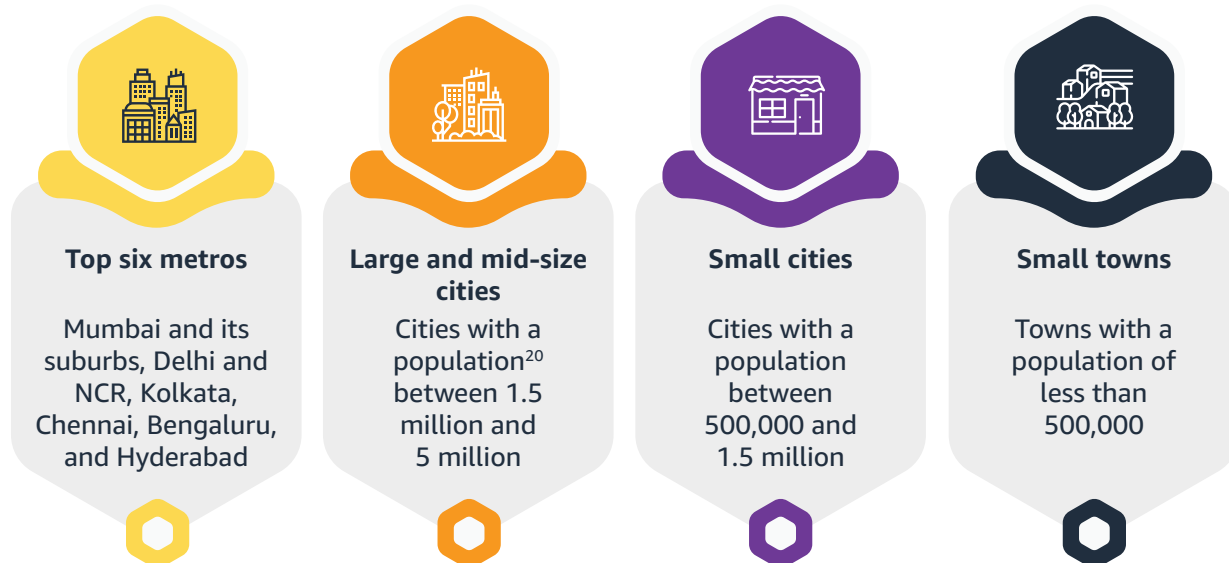 Top six metros
Mumbai and its
suburbs, Delhi and
NCR, Kolkata,
Chennai, Bengaluru,
and Hyderabad
Large and mid-size
cities
Cities with a
population20
between 1.5
million and
5 million
Small cities
Cities with a
population
between
500,000 and
1.5 million
Small towns
Towns with a
population of
less than
500,000